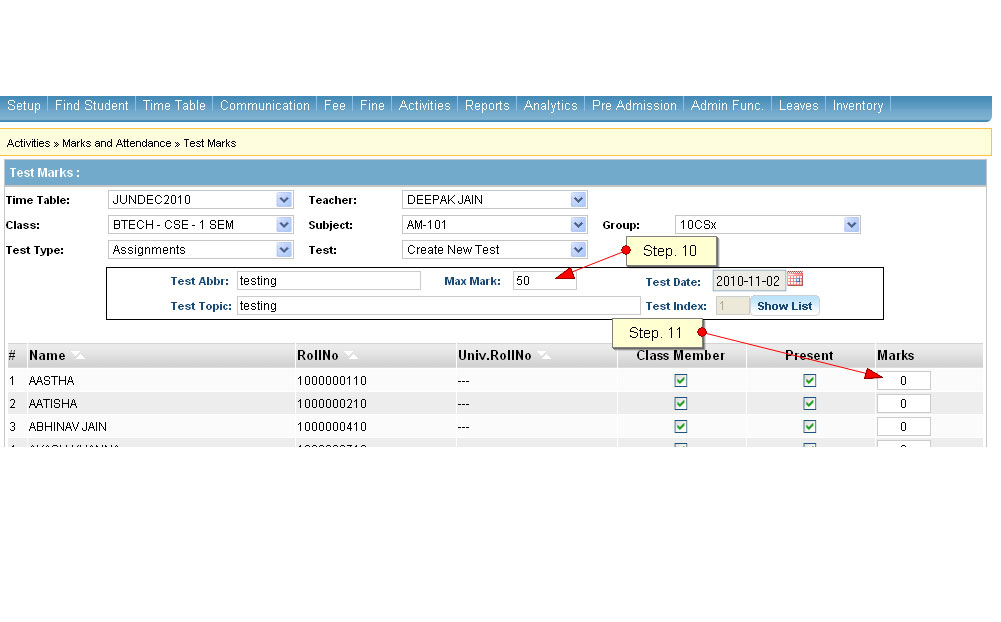 Setup Find Student Time Table Communication Fee Fine Activities Reports Analytics Pre Admission Admin Func. Leaves Inventory
Activities » Marks and Attendance » Test Marks
Test Marks :
Time Table: JUNDEC2010 Teacher: DEEPAK JAIN
Class: BTECH - CSE - 1 SEM Subject: AM-101 Group: 10CSx
Test Type: Assignments Test: Create New Test
Step. 10
Test Abbr: testing Max Mark: 50 Test Date: 2010-11-02
Test Topic: testing Test Index: 1 Show List
Step. 11
# Name RollNo Univ.RollNo Class Member Present Marks
1 AASTHA 1000000110 --- 0
2 AATISHA 1000000210 --- 0
3 ABHINAV JAIN 1000000410 --- 0